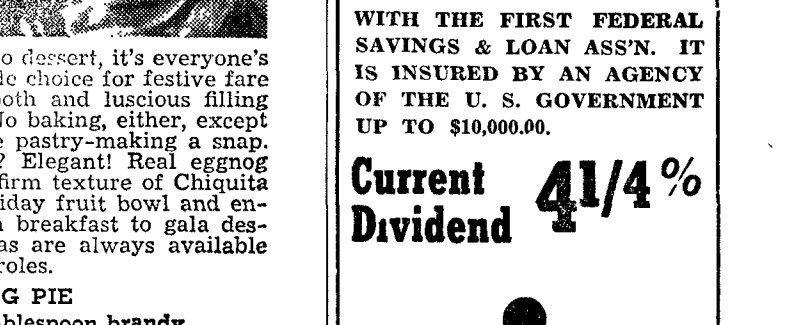 o dessert, it's everyone's
le choice for festive fare
ooth and luscious filling
No baking, either, except
e pastry-making a snap.
? Elegant! Real eggnog
firm texture of Chiquita
iday fruit bowl and en-
n breakfast to gala des-
as are always available
roles.
G PIE
blespoon brandy
WITH THE FIRST FEDERAL
SAVINGS & LOAN ASS'N. IT
IS INSURED BY AN AGENCY
OF THE U. S. GOVERNMENT
UP TO $10,000.00.
Current
Dividend
4 1/4 %